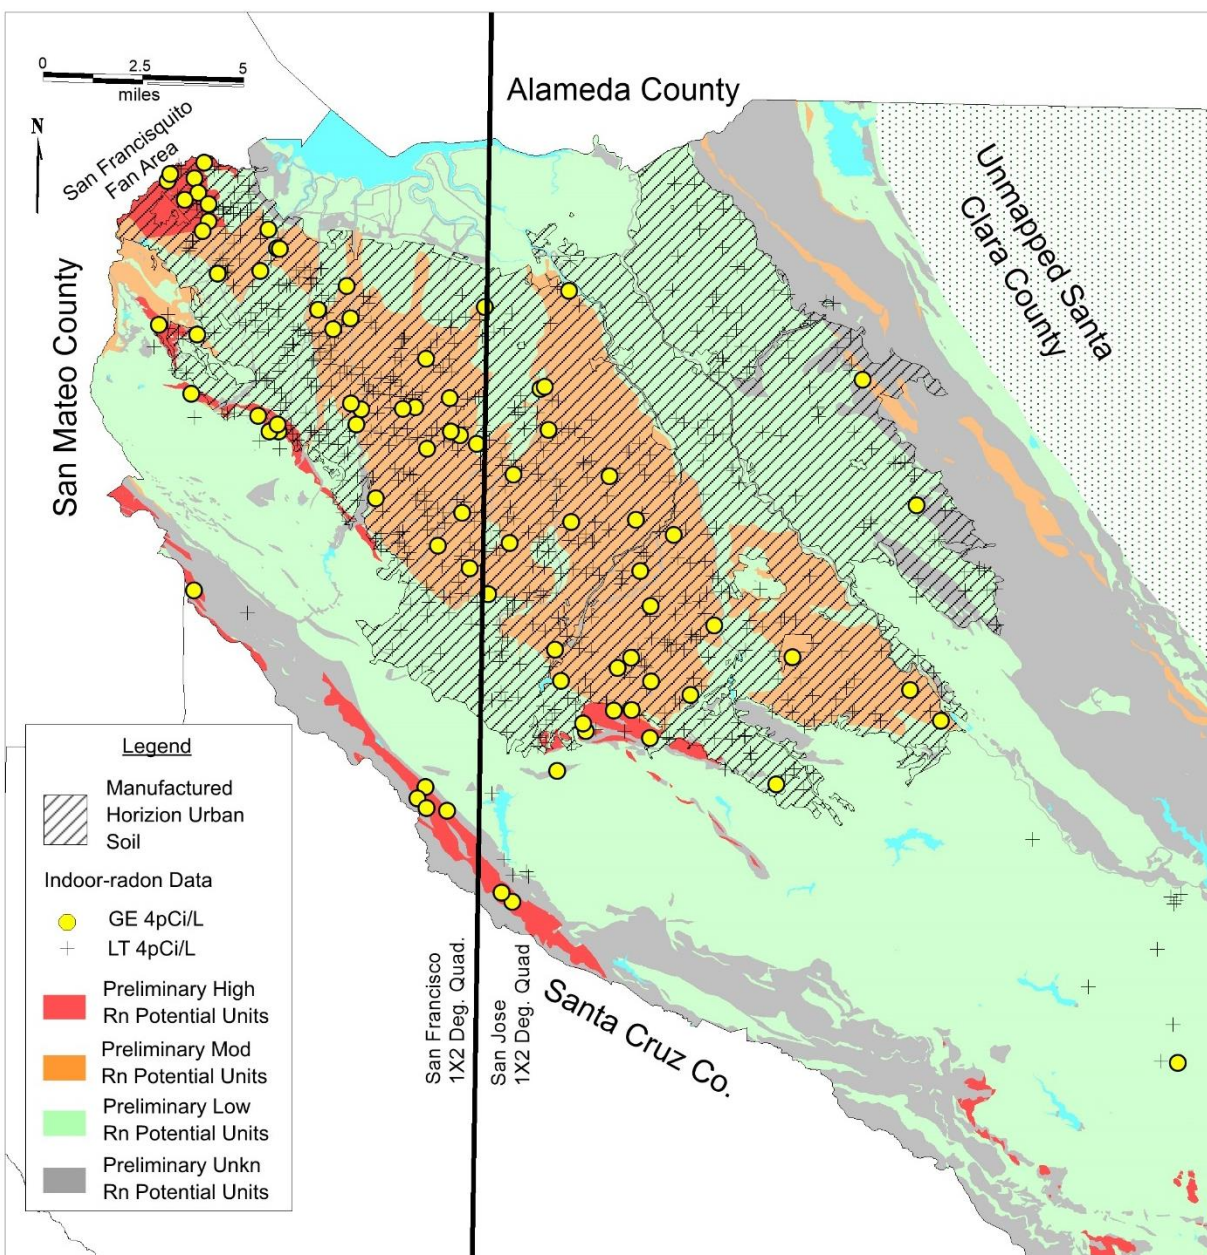 0 2.5 5
miles
N
San Francisquito
Fan Area
Alameda County
Unmapped Santa
Clara County
San Mateo County
Legend
Manufactured
Horizion Urban
Soil
Indoor-radon Data
GE 4pCi/L
LT 4pCi/L
Preliminary High
Rn Potential Units
Preliminary Mod
Rn Potential Units
Preliminary Low
Rn Potential Units
Preliminary Unkn
Rn Potential Units
San Francisco
1X2 Deg. Quad.
San Jose
1X2 Deg. Quad
Santa Cruz Co.